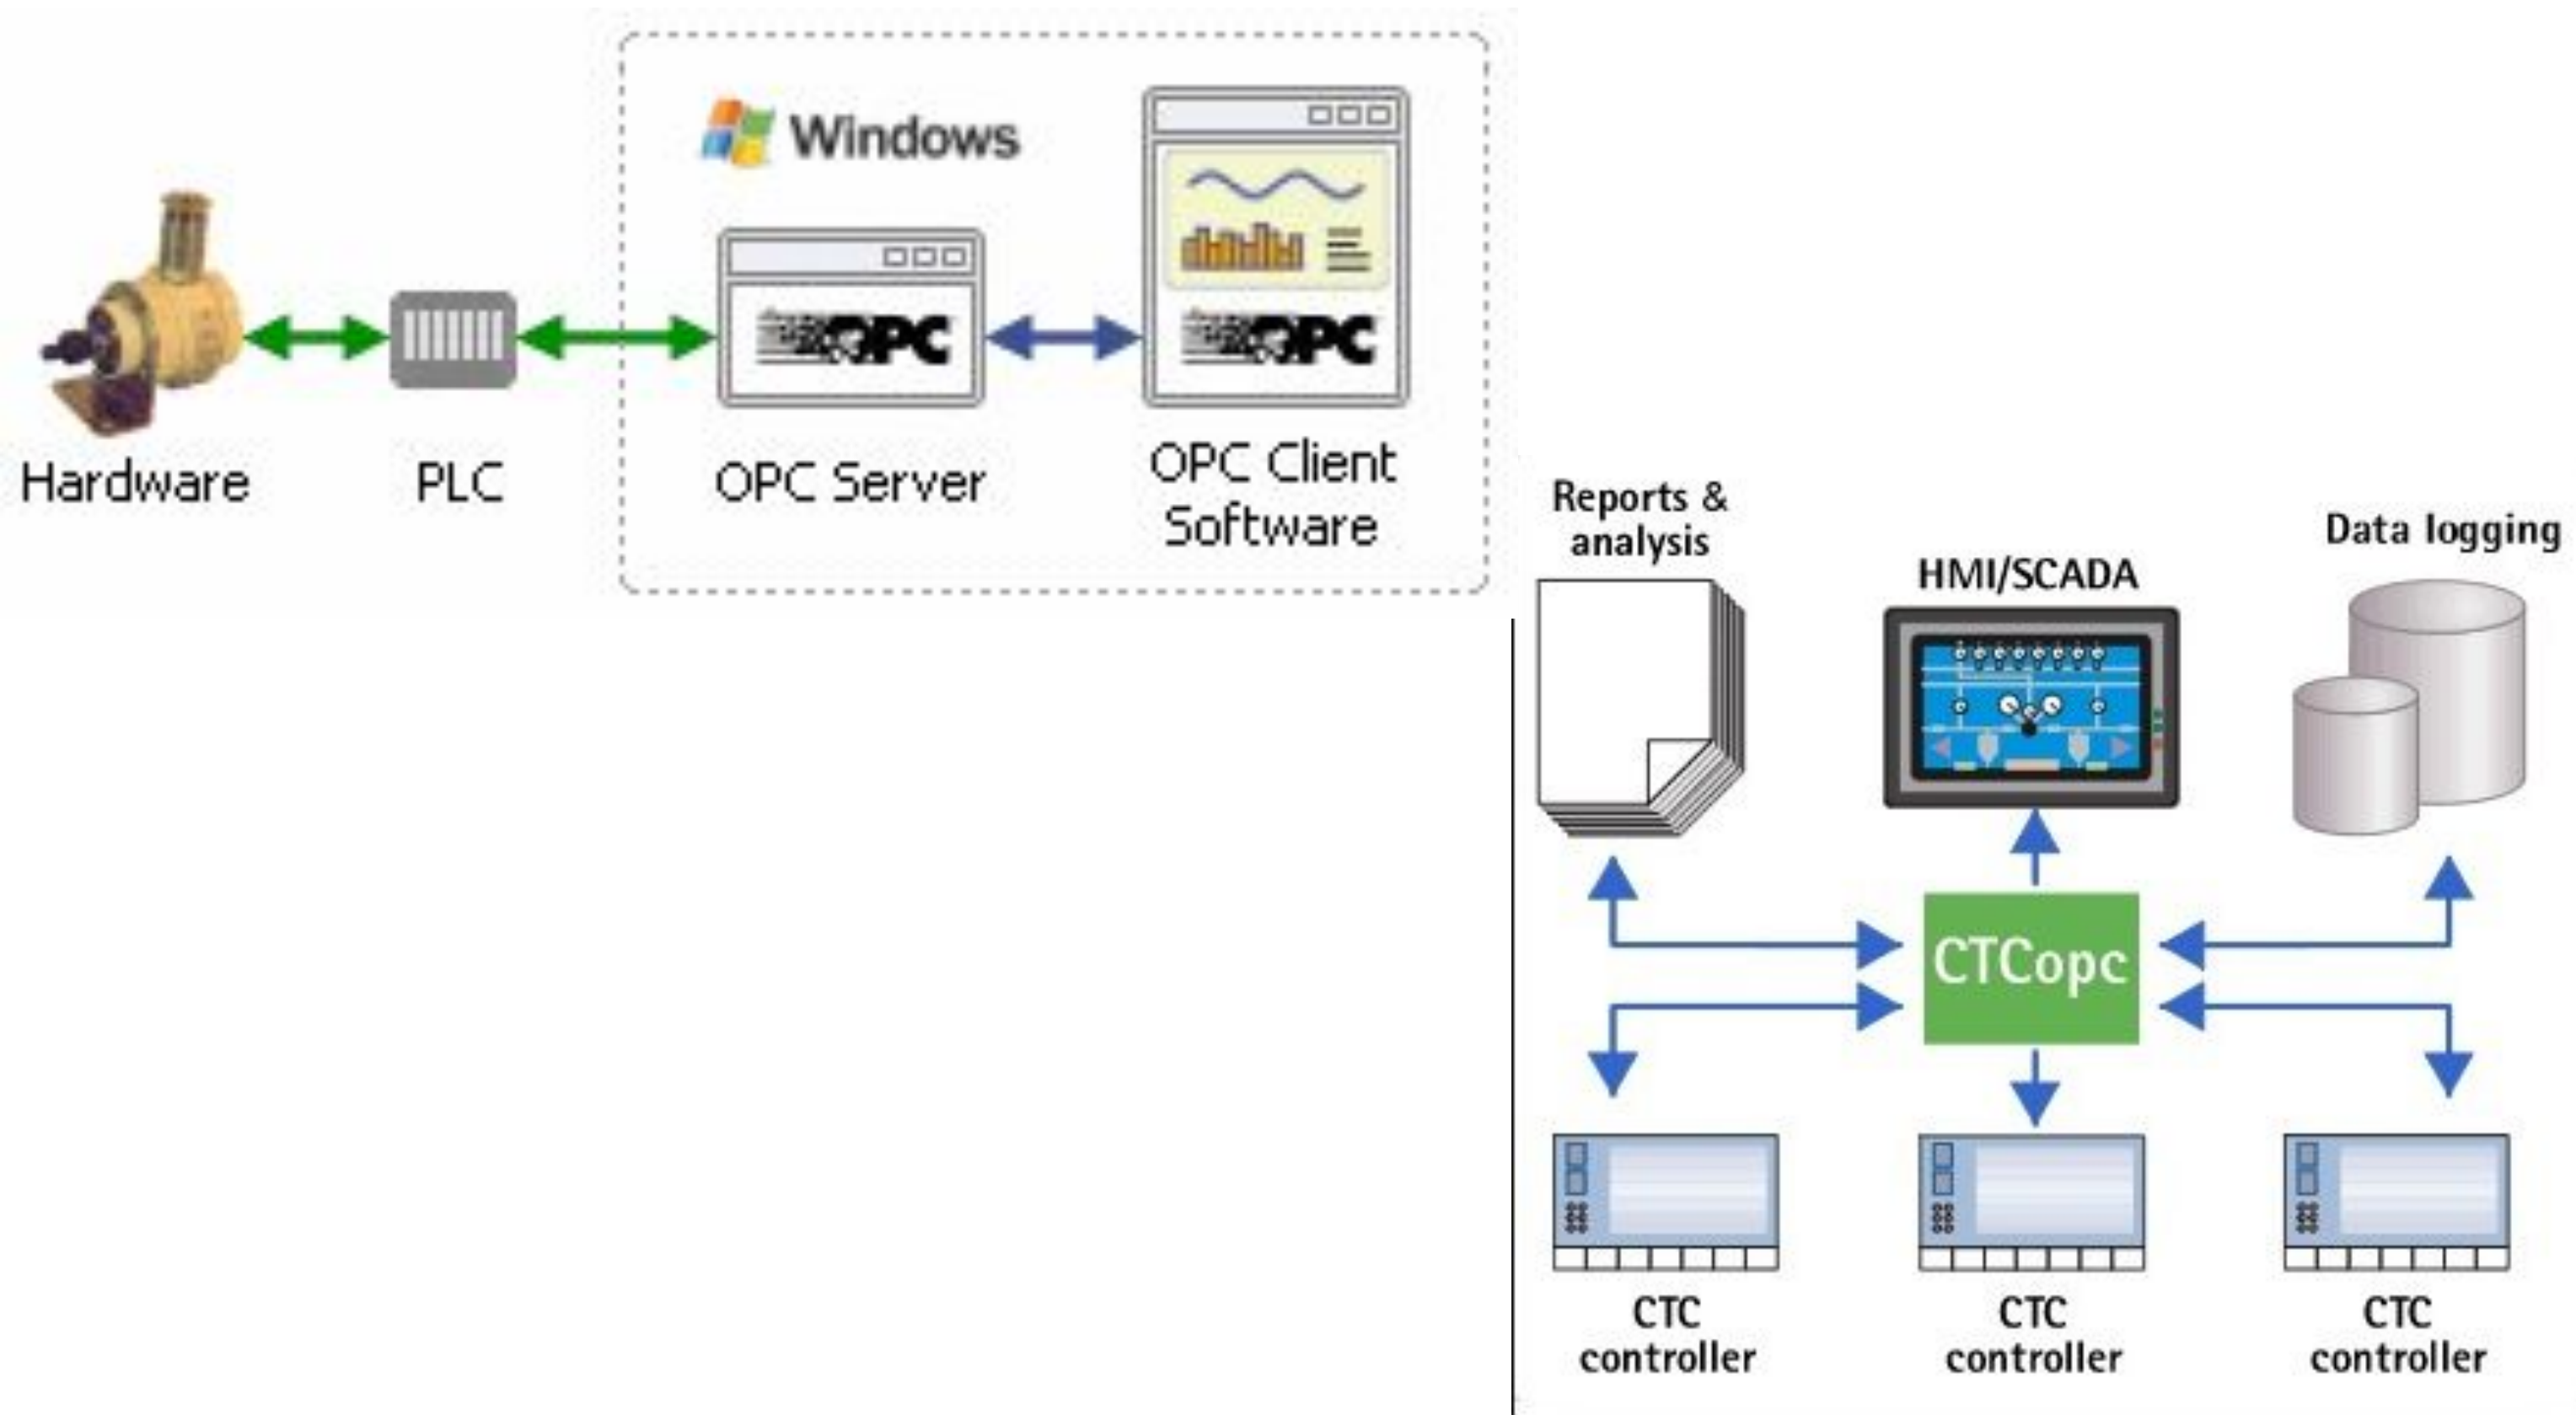 Windows
OPC
OPC
Hardware
PLC
OPC Server
OPC Client
Software
Reports &
analysis
HMI/SCADA
Data logging
CTCopc
CTC
controller
CTC
controller
CTC
controller